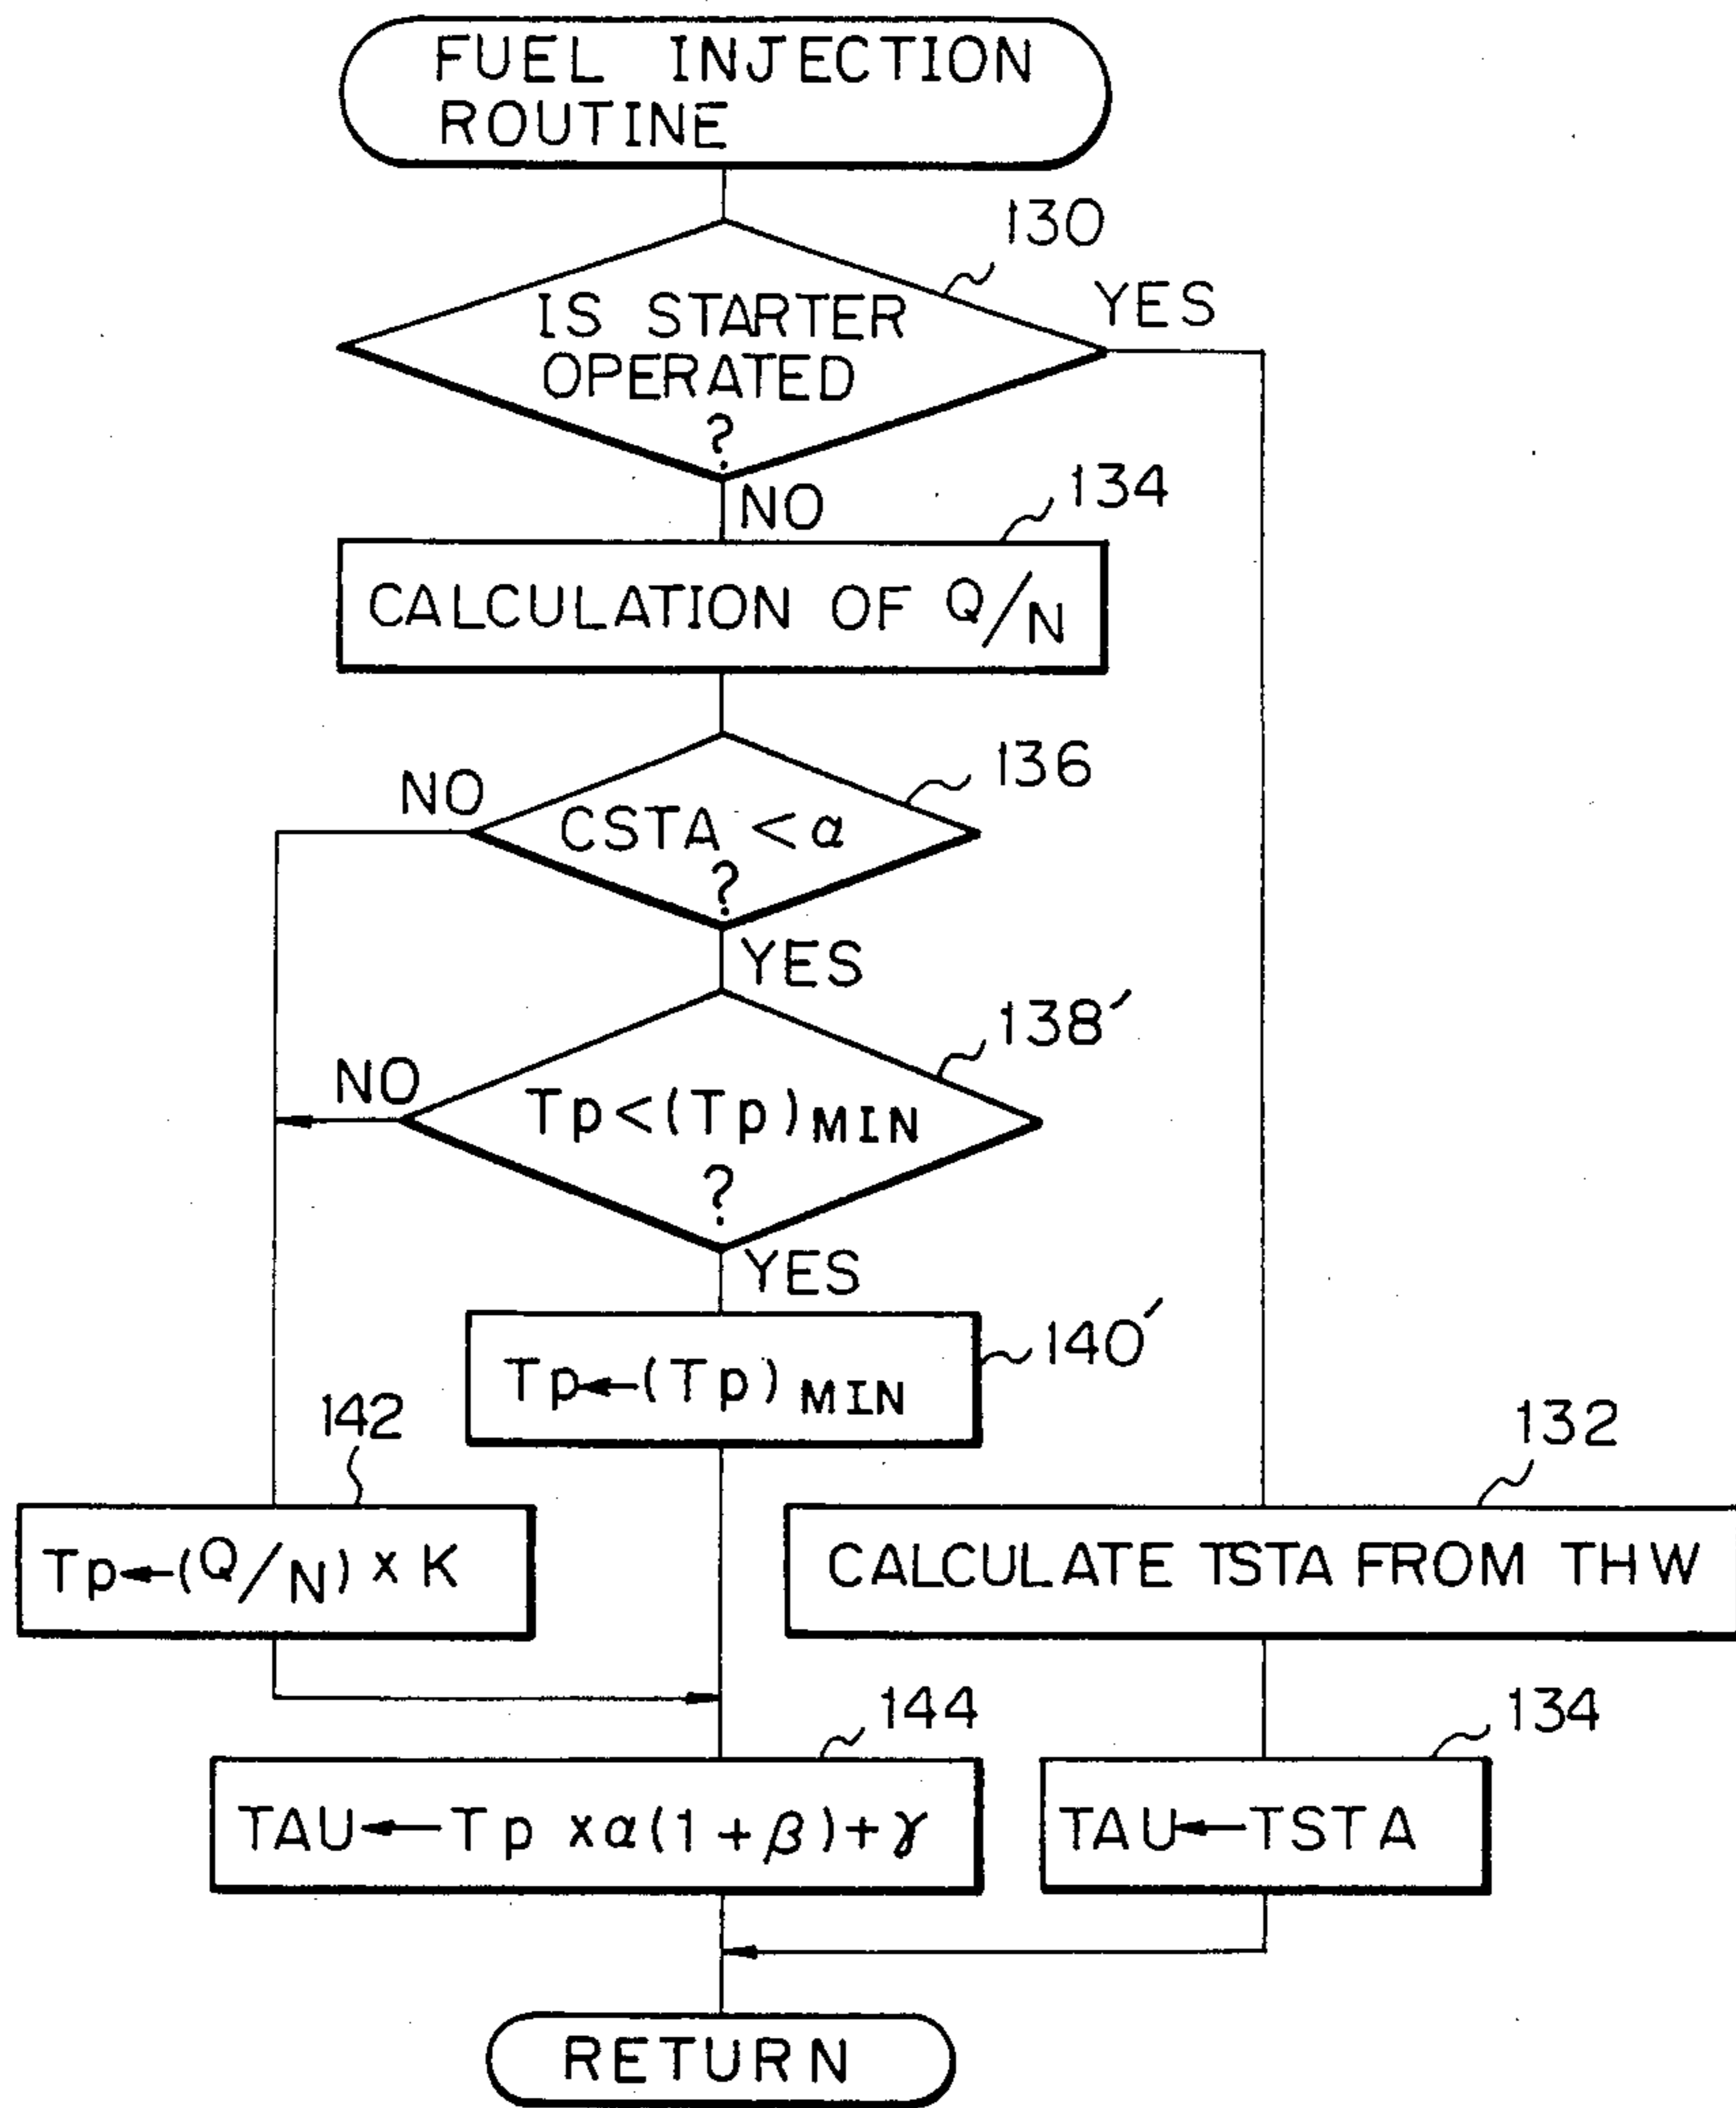 FUEL INJECTION
ROUTINE
130
IS STARTER
OPERATED
?
YES
NO
134
CALCULATION OF Q/N
136
NO
CSTA < α
?
YES
138′
NO
Tp<(Tp)MIN
?
YES
140′
Tp←(Tp)MIN
142
Tp←(Q/N) x K
132
CALCULATE TSTA FROM THW
144
TAU←Tp xα(1+β)+γ
134
TAU←TSTA
RETURN